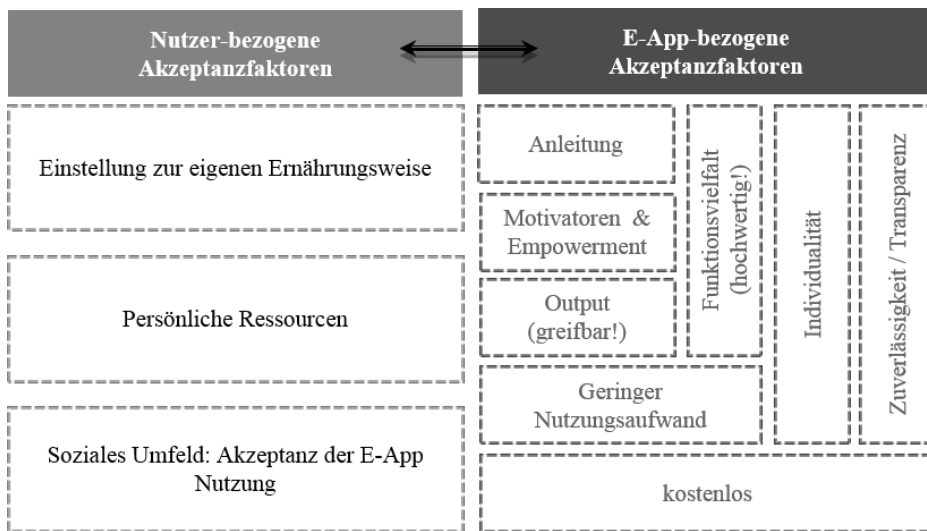 Nutzer-bezogene
Akzeptanzfaktoren
E-App-bezogene
Akzeptanzfaktoren
Einstellung zur eigenen Ernährungsweise
Persönliche Ressourcen
Soziales Umfeld: Akzeptanz der E-App
Nutzung
Anleitung
Motivatoren &
Empowerment
Output
(greifbar!)
Funktionsvielfalt
(hochwertig!)
Geringer
Nutzungsaufwand
Individualität
Zuverlässigkeit / Transparenz
kostenlos